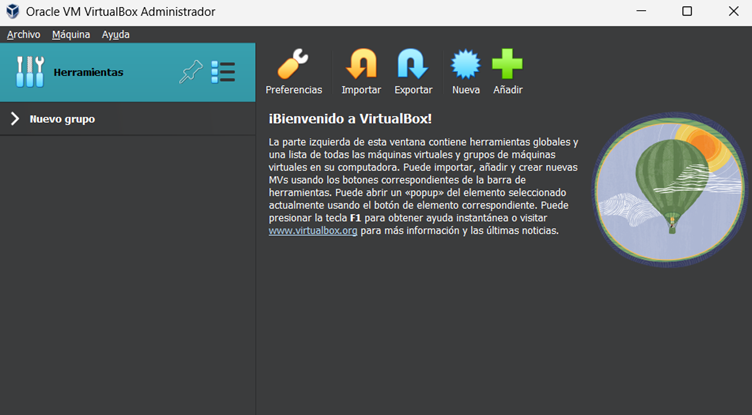 Oracle VM VirtualBox Administrador
Archivo Máquina Ayuda
Herramientas
Preferencias Importar Exportar Nueva Añadir
Nuevo grupo
¡Bienvenido a VirtualBox!
La parte izquierda de esta ventana contiene herramientas globales y
una lista de todas las máquinas virtuales y grupos de máquinas
virtuales en su computadora. Puede importar, añadir y crear nuevas
MVs usando los botones correspondientes de la barra de
herramientas. Puede abrir un «popup» del elemento seleccionado
actualmente usando el botón de elemento correspondiente. Puede
presionar la tecla F1 para obtener ayuda instantánea o visitar
www.virtualbox.org para más información y las últimas noticias.